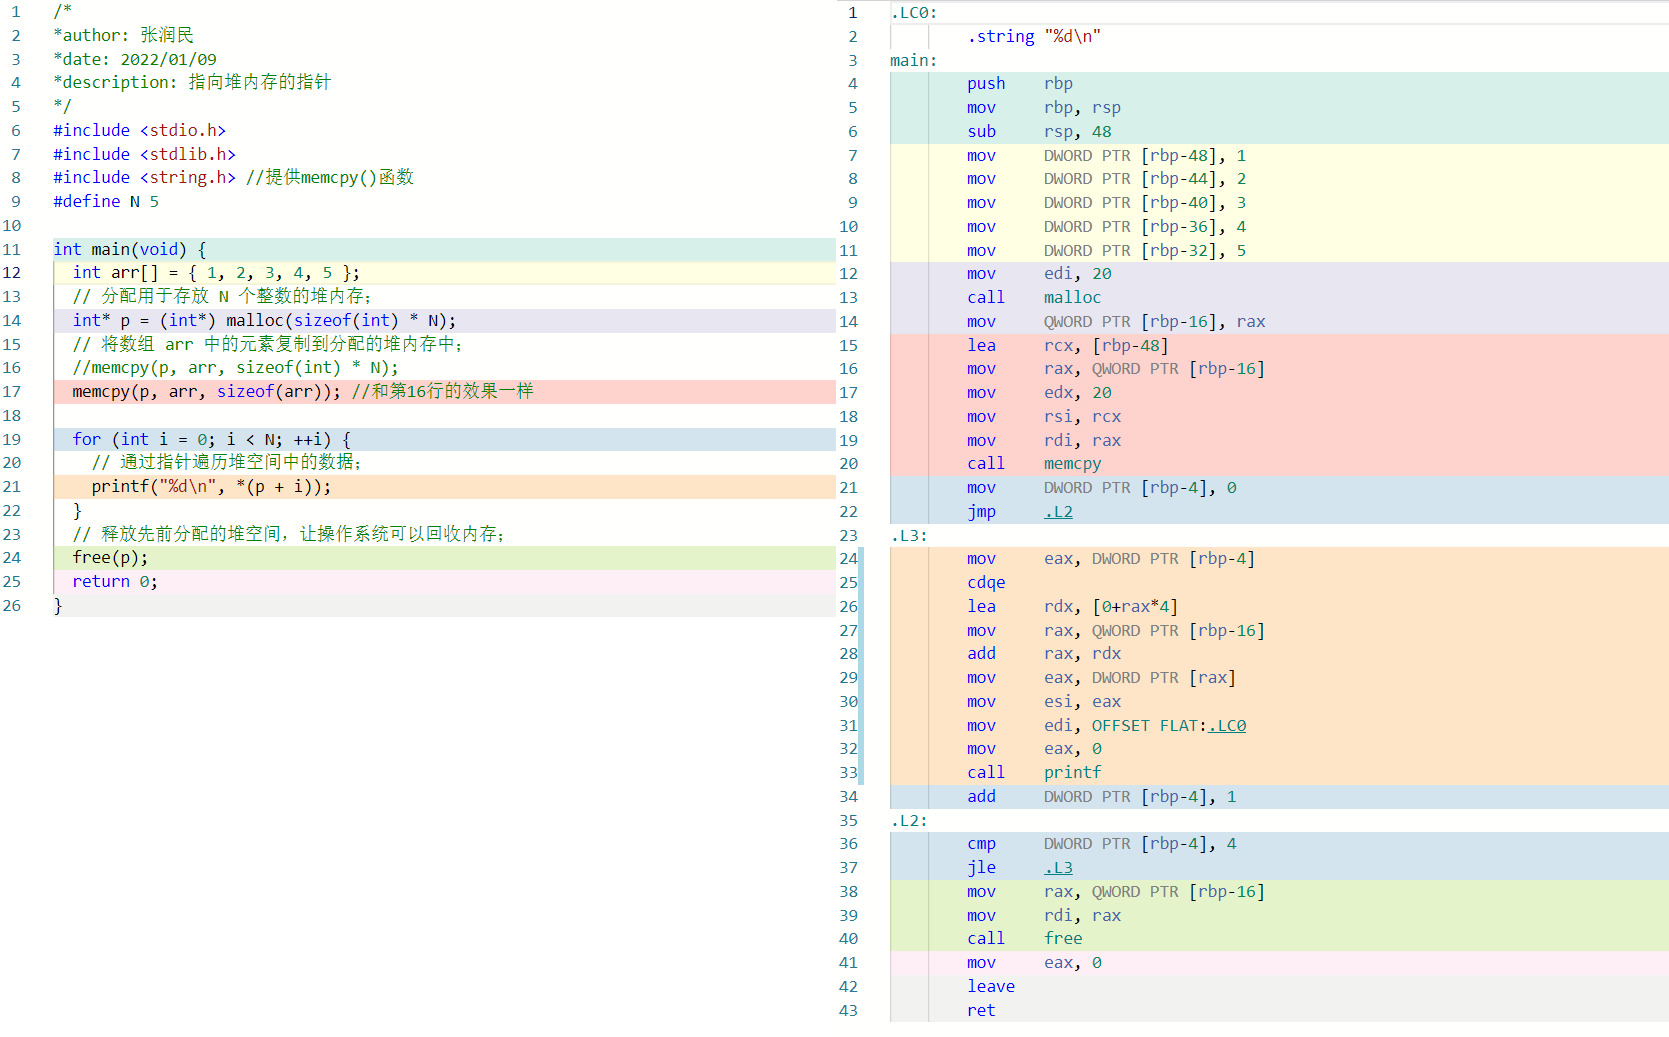 1 /*
2 *author: 张润民
3 *date: 2022/01/09
4 *description: 指向堆内存的指针
5 */
6 #include <stdio.h>
7 #include <stdlib.h>
8 #include <string.h> //提供memcpy()函数
9 #define N 5
10
11 int main(void) {
12 int arr[] = { 1, 2, 3, 4, 5 };
13 // 分配用于存放 N 个整数的堆内存；
14 int* p = (int*) malloc(sizeof(int) * N);
15 // 将数组 arr 中的元素复制到分配的堆内存中；
16 //memcpy(p, arr, sizeof(int) * N);
17 memcpy(p, arr, sizeof(arr)); //和第16行的效果一样
18
19 for (int i = 0; i < N; ++i) {
20 // 通过指针遍历堆空间中的数据；
21 printf("%d\n", *(p + i));
22 }
23 // 释放先前分配的堆空间，让操作系统可以回收内存；
24 free(p);
25 return 0;
26 }
1 .LC0:
2 .string "%d\n"
3 main:
4 push rbp
5 mov rbp, rsp
6 sub rsp, 48
7 mov DWORD PTR [rbp-48], 1
8 mov DWORD PTR [rbp-44], 2
9 mov DWORD PTR [rbp-40], 3
10 mov DWORD PTR [rbp-36], 4
11 mov DWORD PTR [rbp-32], 5
12 mov edi, 20
13 call malloc
14 mov QWORD PTR [rbp-16], rax
15 lea rcx, [rbp-48]
16 mov rax, QWORD PTR [rbp-16]
17 mov edx, 20
18 mov rsi, rcx
19 mov rdi, rax
20 call memcpy
21 mov DWORD PTR [rbp-4], 0
22 jmp .L2
23 .L3:
24 mov eax, DWORD PTR [rbp-4]
25 cdqe
26 lea rdx, [0+rax*4]
27 mov rax, QWORD PTR [rbp-16]
28 add rax, rdx
29 mov eax, DWORD PTR [rax]
30 mov esi, eax
31 mov edi, OFFSET FLAT:.LC0
32 mov eax, 0
33 call printf
34 add DWORD PTR [rbp-4], 1
35 .L2:
36 cmp DWORD PTR [rbp-4], 4
37 jle .L3
38 mov rax, QWORD PTR [rbp-16]
39 mov rdi, rax
40 call free
41 mov eax, 0
42 leave
43 ret